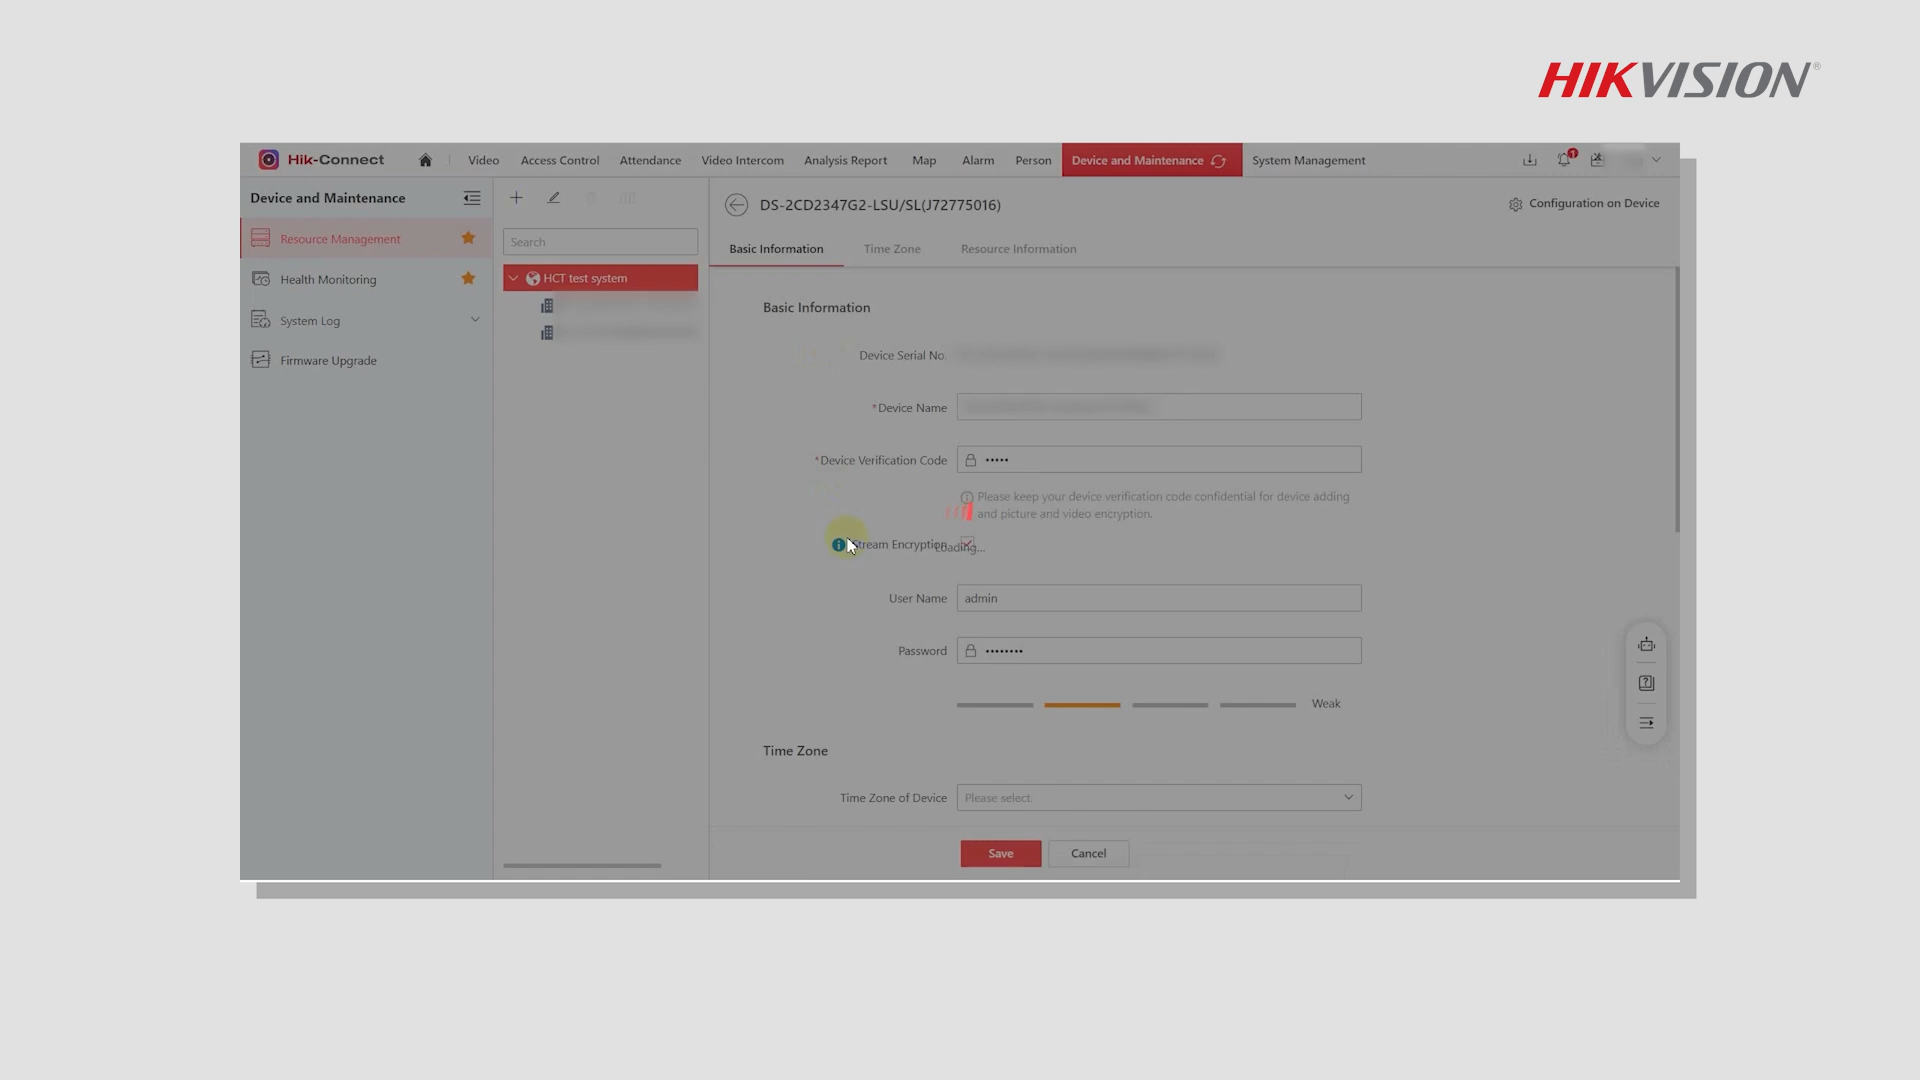 HIKVISION®
Hik-Connect
Video
Access Control
Attendance
Video Intercom
Analysis Report
Map
Alarm
Person
Device and Maintenance
System Management
1
Device and Maintenance
Resource Management
Health Monitoring
System Log
Firmware Upgrade
Search
HCT test system
DS-2CD2347G2-LSU/SL(J72775016)
Configuration on Device
Basic Information
Time Zone
Resource Information
Basic Information
Device Serial No.
*Device Name
*Device Verification Code
•••••
Please keep your device verification code confidential for device adding
and picture and video encryption.
Stream Encryption
Loading...
User Name
admin
Password
••••••••
Weak
Time Zone
Time Zone of Device
Please select.
Save
Cancel